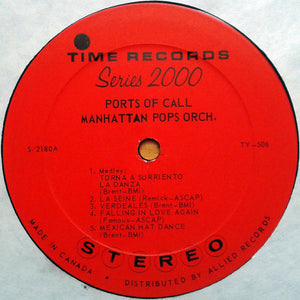 TIME RECORDS
Series 2000
PORTS OF CALL
MANHATTAN POPS ORCH.
S 2180A
TY-506
1. Medley:
TORNA A SURRIENTO
LA DANZA
(Brent-BMI)
2. LA SEINE (Remick-ASCAP)
3. VERDEALES (Brent-BMI)
4. FALLING IN LOVE AGAIN
(Famous-ASCAP)
5. MEXICAN HAT DANCE
(Brent-BMI)
STEREO
MADE IN CANADA • DISTRIBUTED BY ALLIED RECORDS